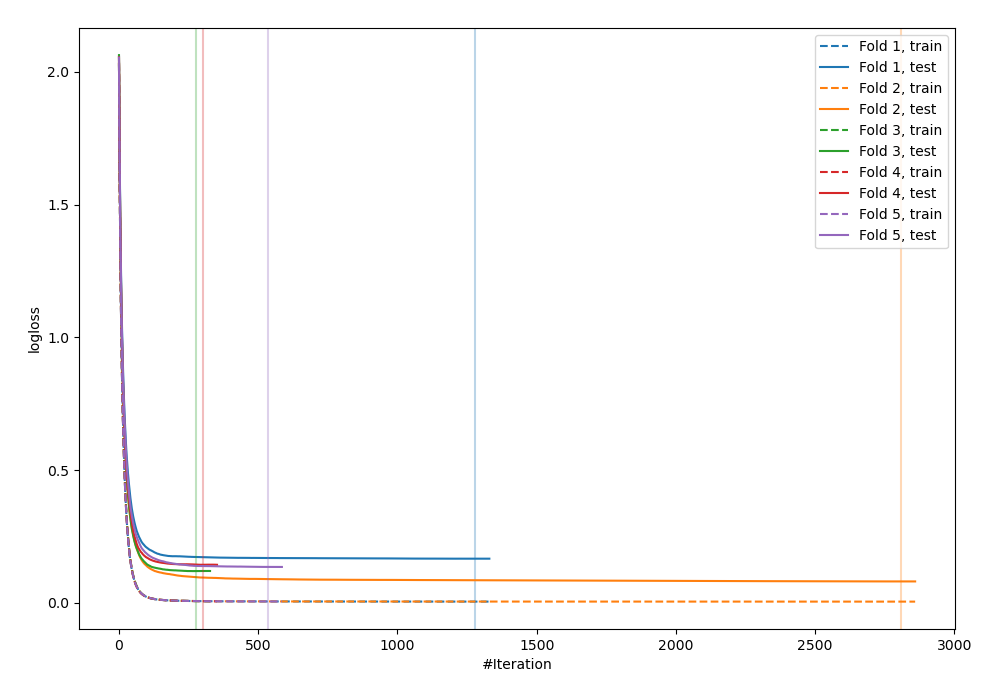 2.0
1.5
1.0
0.5
0.0
logloss
0
500
1000
1500
2000
2500
3000
#Iteration
Fold 1, train
Fold 1, test
Fold 2, train
Fold 2, test
Fold 3, train
Fold 3, test
Fold 4, train
Fold 4, test
Fold 5, train
Fold 5, test